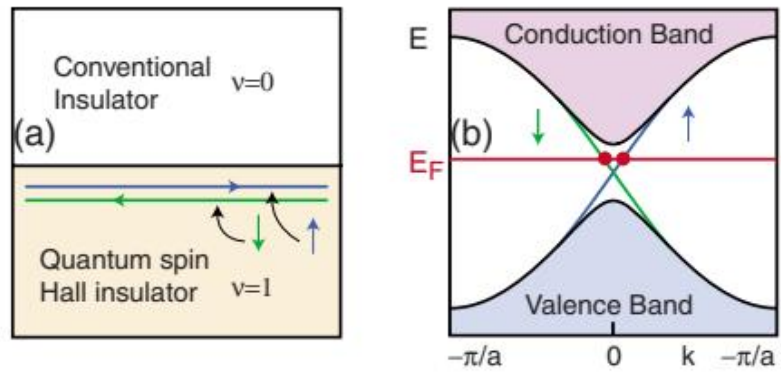 (a)
Conventional
Insulator ν=0
Quantum spin
Hall insulator ν=1
(b)
E
Conduction Band
E_F
Valence Band
−π/a 0 k −π/a